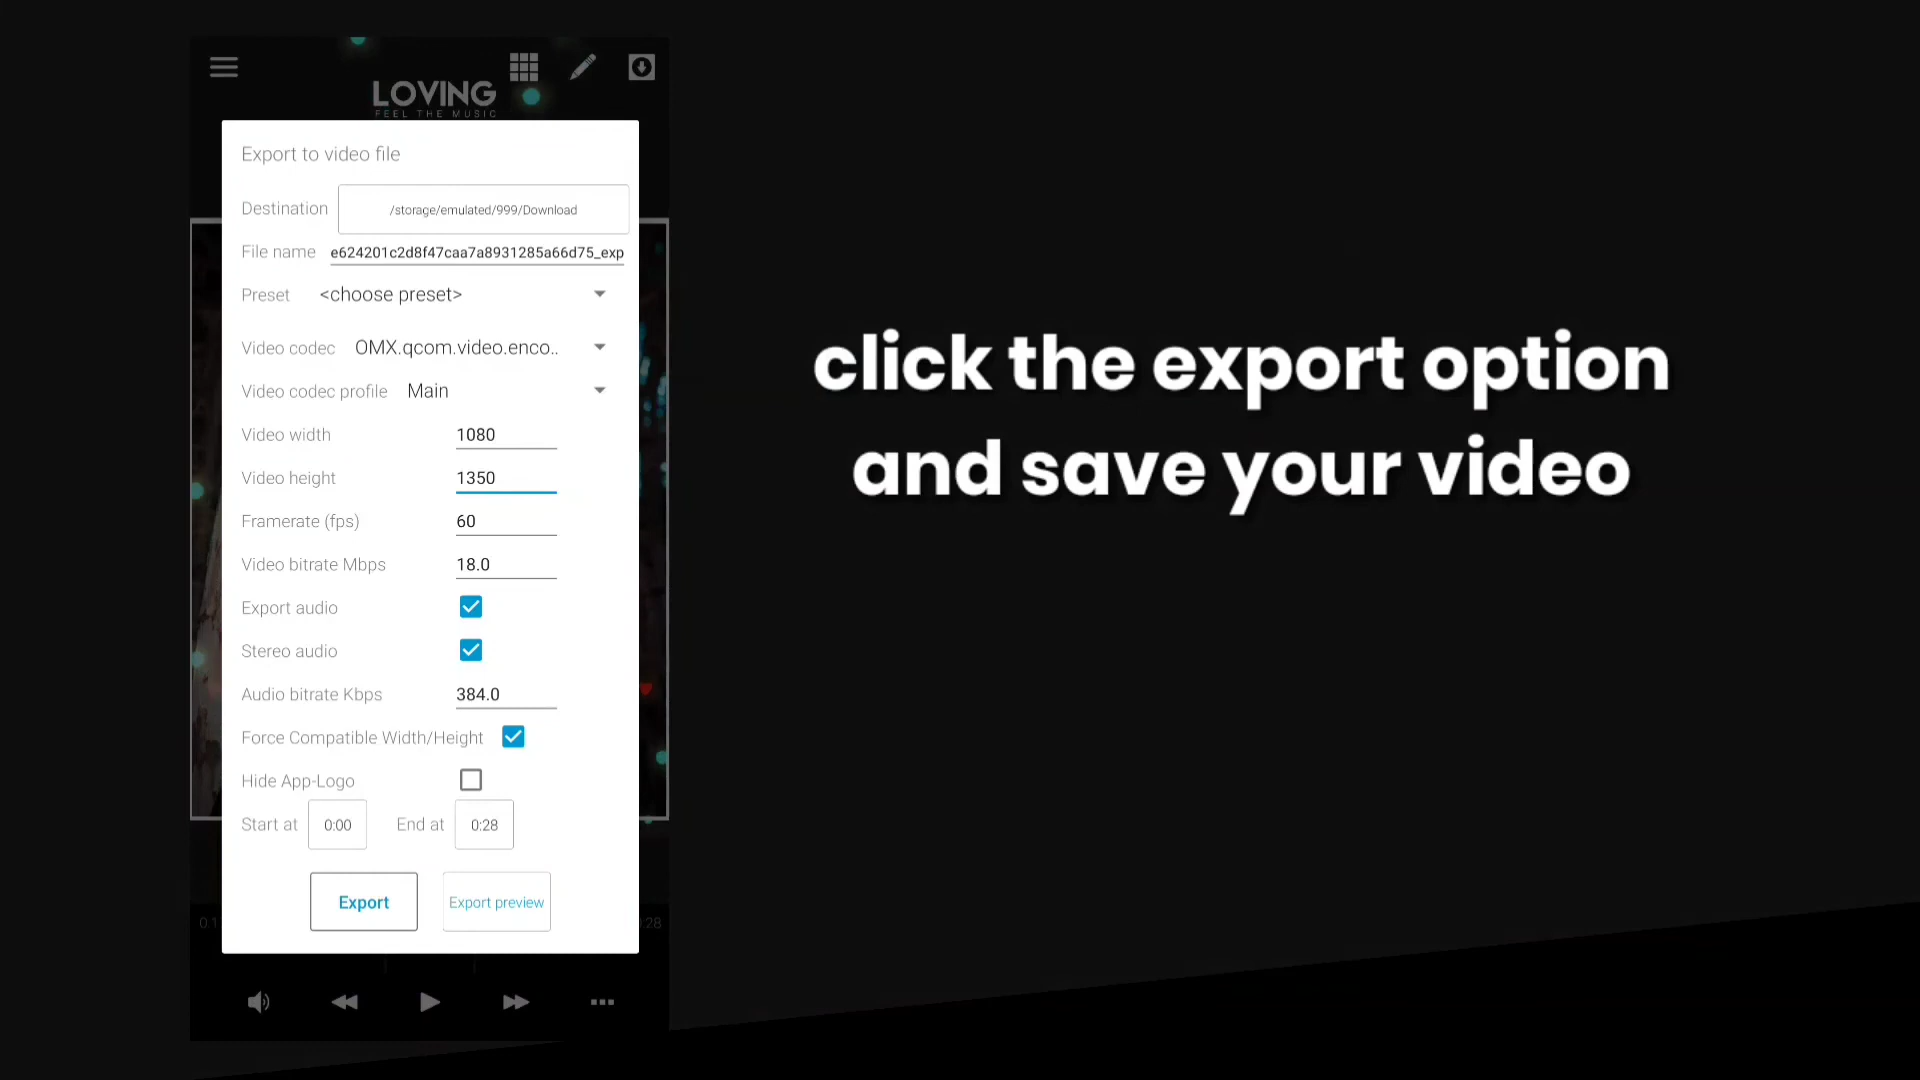 LOVING
FEEL THE MUSIC
Export to video file
Destination /storage/emulated/999/Download
File name e624201c2d8f47caa7a8931285a66d75_exp
Preset <choose preset>
Video codec OMX.qcom.video.enco..
Video codec profile Main
Video width 1080
Video height 1350
Framerate (fps) 60
Video bitrate Mbps 18.0
Export audio
Stereo audio
Audio bitrate Kbps 384.0
Force Compatible Width/Height
Hide App-Logo
Start at 0:00 End at 0:28
Export Export preview
click the export option
and save your video